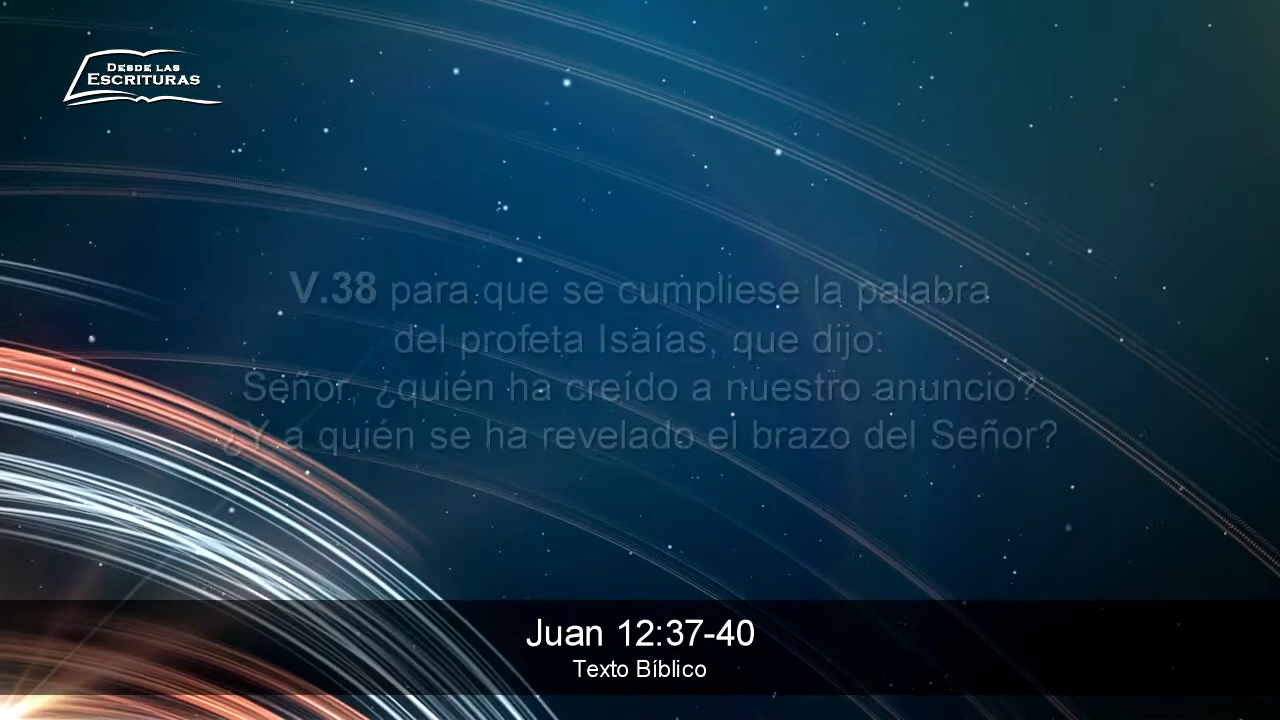 DESDE LAS
ESCRITURAS
V.38 para que se cumpliese la palabra
del profeta Isaías, que dijo:
Señor, ¿quién ha creído a nuestro anuncio?
¿Y a quién se ha revelado el brazo del Señor?
Juan 12:37-40
Texto Bíblico